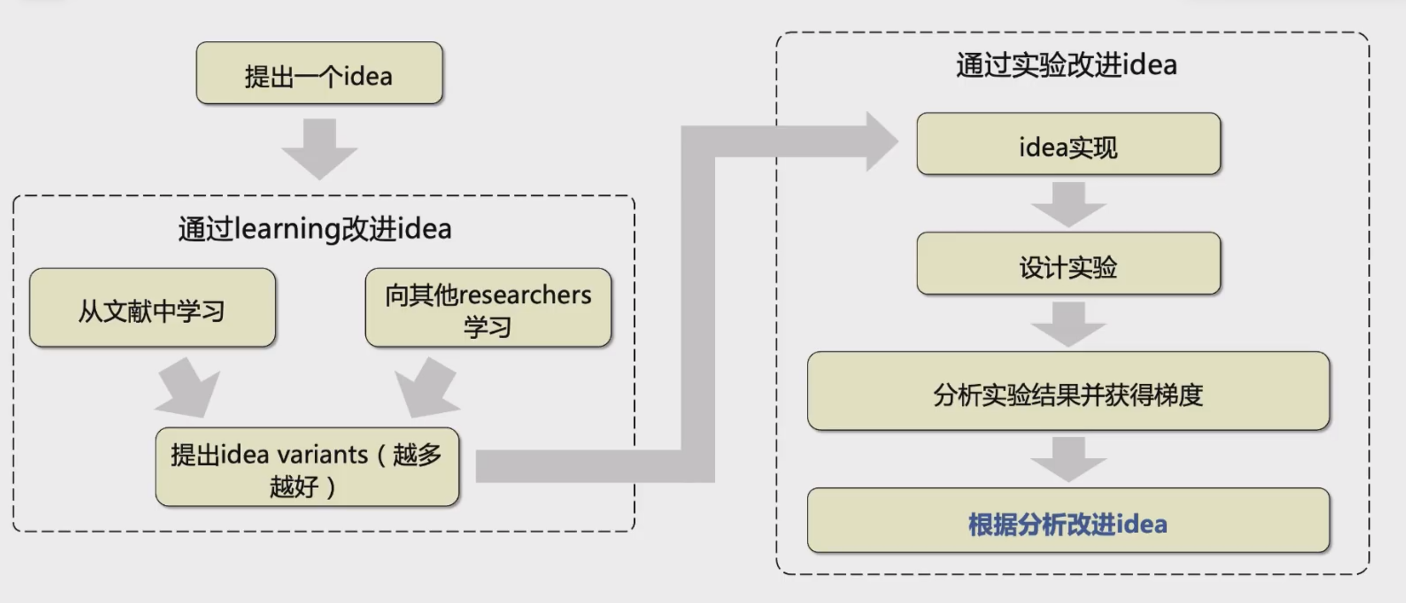 提出一个idea
通过learning改进idea
从文献中学习
向其他researchers
学习
提出idea variants（越多
越好）
通过实验改进idea
idea实现
设计实验
分析实验结果并获得梯度
根据分析改进idea